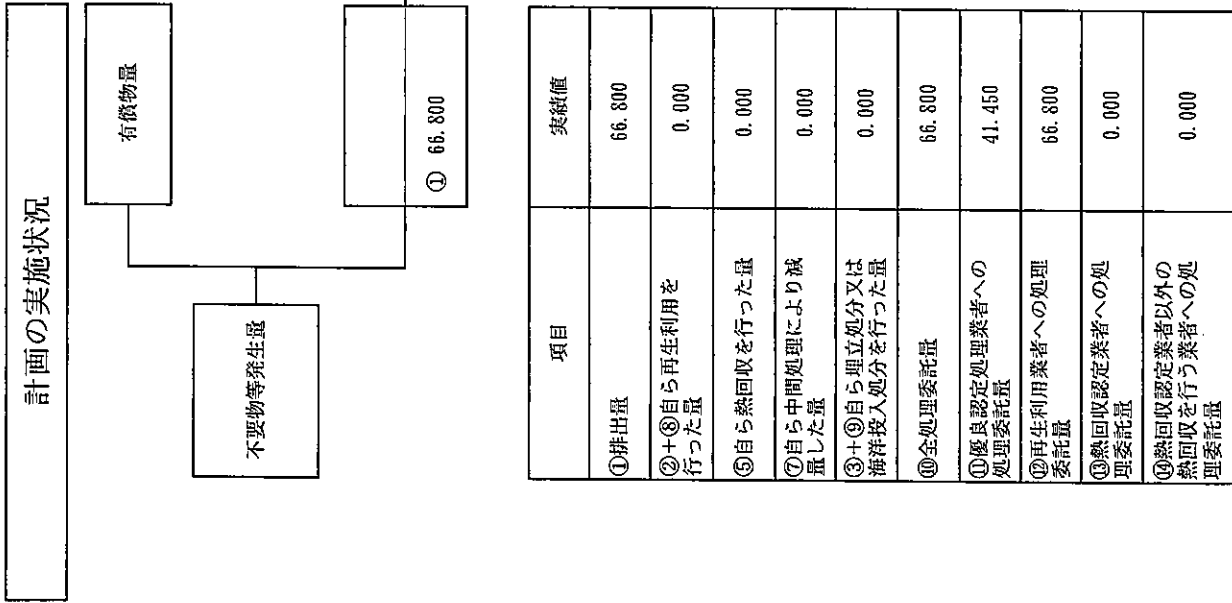 計画の実施状況
有償物量
不要物等発生量
① 66.800
項目
実績値
①排出量
66.800
②+⑧自ら再生利用を
行った量
0.000
⑤自ら熱回収を行った量
0.000
⑦自ら中間処理により減
量した量
0.000
③+⑨自ら埋立処分又は
海洋投入処分を行った量
0.000
⑩全処理委託量
66.800
⑪優良認定処理業者への
処理委託量
41.450
⑫再生利用業者への処理
委託量
66.800
⑬熱回収認定業者への処
理委託量
0.000
⑭熱回収認定業者以外の
熱回収を行う業者への処
理委託量
0.000